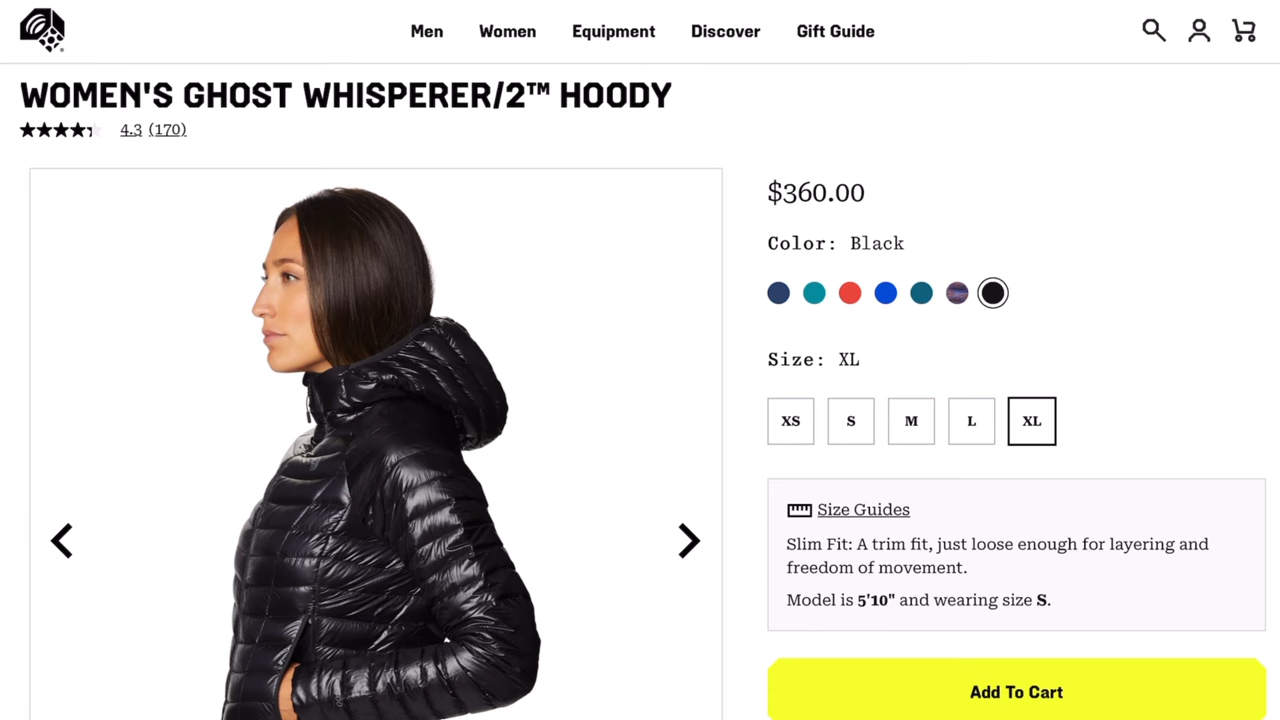 Men Women Equipment Discover Gift Guide
WOMEN'S GHOST WHISPERER/2™ HOODY
4.3 (170)
$360.00
Color: Black
Size: XL
XS S M L XL
Size Guides
Slim Fit: A trim fit, just loose enough for layering and
freedom of movement.
Model is 5'10" and wearing size S.
Add To Cart